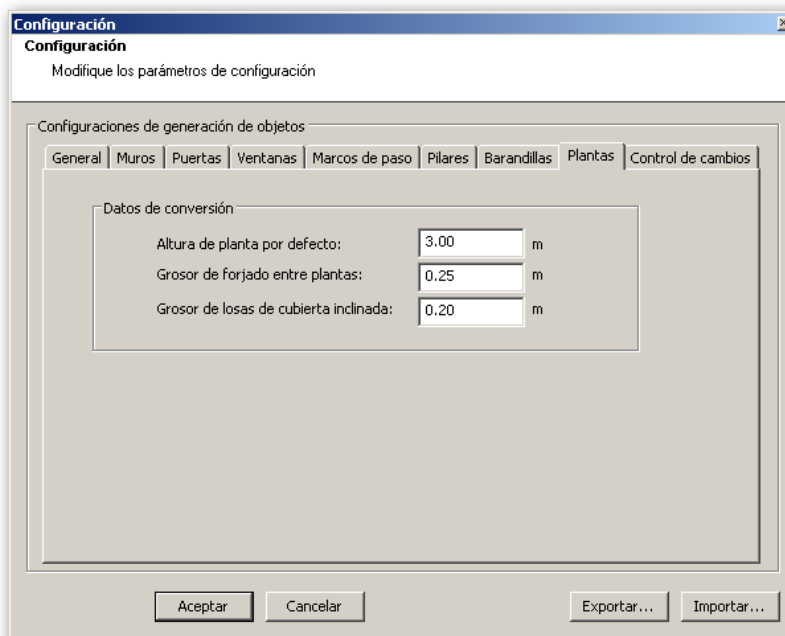 Configuración
Configuración
Modifique los parámetros de configuración
Configuraciones de generación de objetos
General Muros Puertas Ventanas Marcos de paso Pilares Barandillas Plantas Control de cambios
Datos de conversión
Altura de planta por defecto: 3.00 m
Grosor de forjado entre plantas: 0.25 m
Grosor de losas de cubierta inclinada: 0.20 m
Aceptar Cancelar Exportar... Importar...